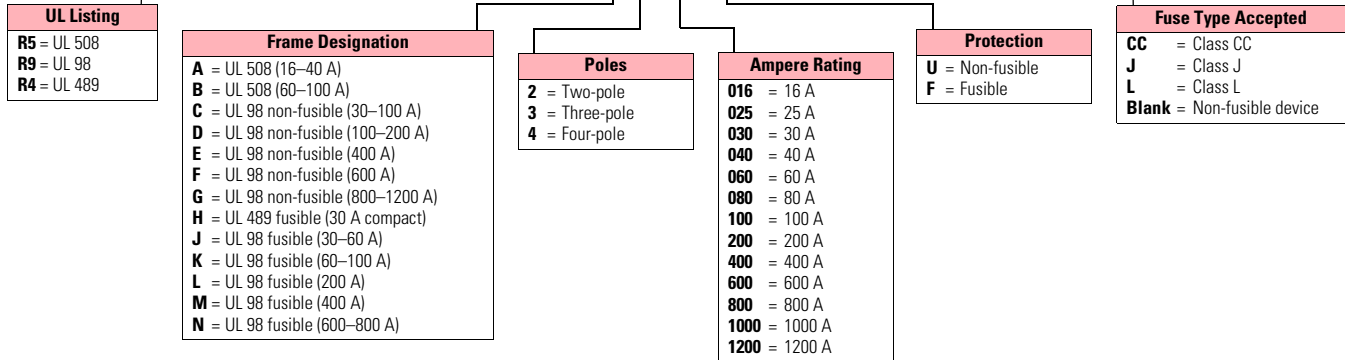 UL Listing
R5 = UL 508
R9 = UL 98
R4 = UL 489
Frame Designation
A = UL 508 (16–40 A)
B = UL 508 (60–100 A)
C = UL 98 non-fusible (30–100 A)
D = UL 98 non-fusible (100–200 A)
E = UL 98 non-fusible (400 A)
F = UL 98 non-fusible (600 A)
G = UL 98 non-fusible (800–1200 A)
H = UL 489 fusible (30 A compact)
J = UL 98 fusible (30–60 A)
K = UL 98 fusible (60–100 A)
L = UL 98 fusible (200 A)
M = UL 98 fusible (400 A)
N = UL 98 fusible (600–800 A)
Poles
2 = Two-pole
3 = Three-pole
4 = Four-pole
Ampere Rating
016 = 16 A
025 = 25 A
030 = 30 A
040 = 40 A
060 = 60 A
080 = 80 A
100 = 100 A
200 = 200 A
400 = 400 A
600 = 600 A
800 = 800 A
1000 = 1000 A
1200 = 1200 A
Protection
U = Non-fusible
F = Fusible
Fuse Type Accepted
CC = Class CC
J = Class J
L = Class L
Blank = Non-fusible device